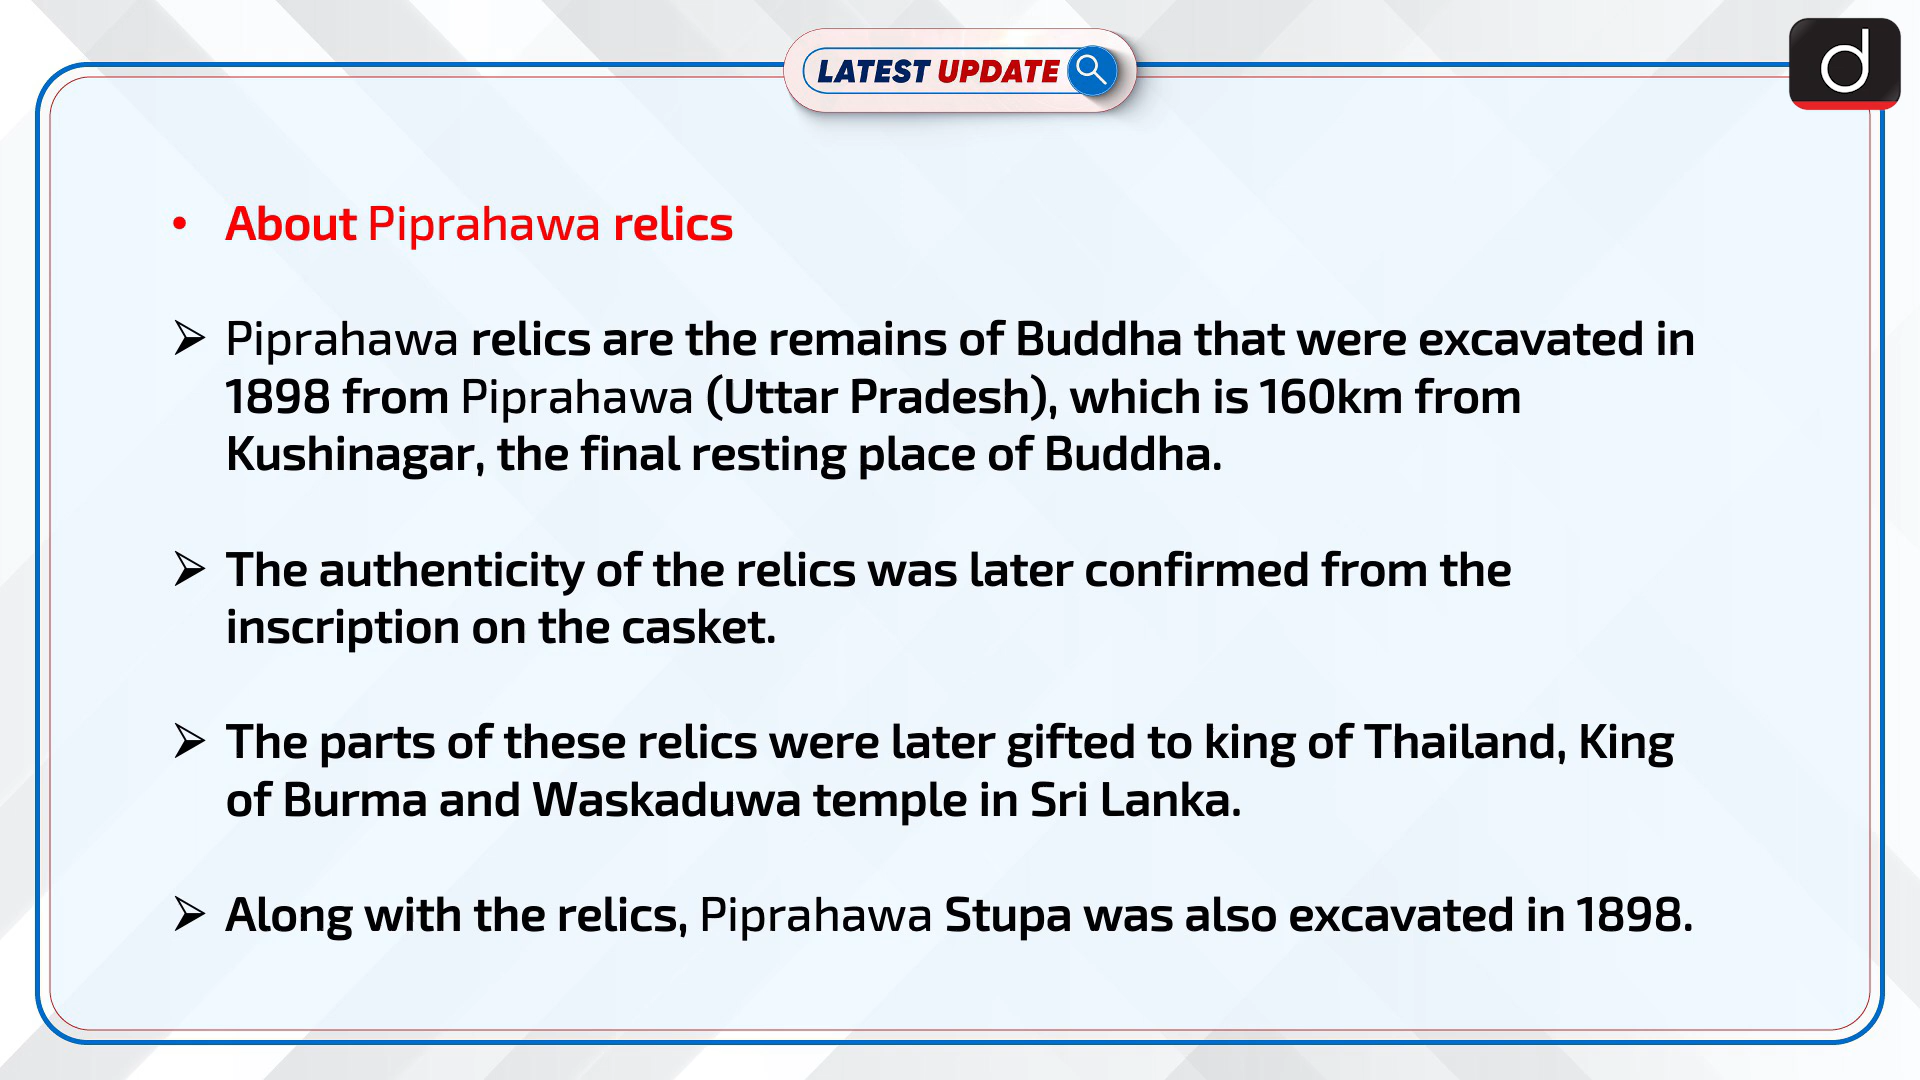 LATEST UPDATE
d
• About Piprahawa relics
➢ Piprahawa relics are the remains of Buddha that were excavated in
1898 from Piprahawa (Uttar Pradesh), which is 160km from
Kushinagar, the final resting place of Buddha.
➢ The authenticity of the relics was later confirmed from the
inscription on the casket.
➢ The parts of these relics were later gifted to king of Thailand, King
of Burma and Waskaduwa temple in Sri Lanka.
➢ Along with the relics, Piprahawa Stupa was also excavated in 1898.